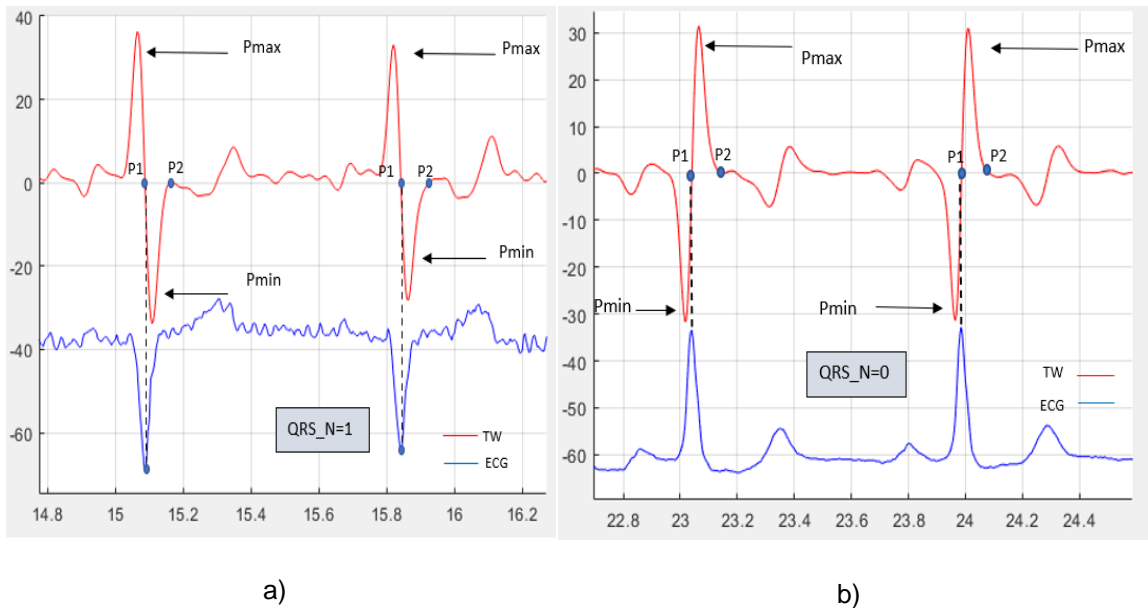 40
20
0
-20
-40
-60
Pmax
Pmax
P1
P2
P1
P2
Pmin
Pmin
QRS_N=1
TW
ECG
14.8 15 15.2 15.4 15.6 15.8 16 16.2
a)
30
20
10
0
-10
-20
-30
-40
-50
-60
Pmax
Pmax
P1
P2
P1
P2
Pmin
Pmin
QRS_N=0
TW
ECG
22.8 23 23.2 23.4 23.6 23.8 24 24.2 24.4
b)